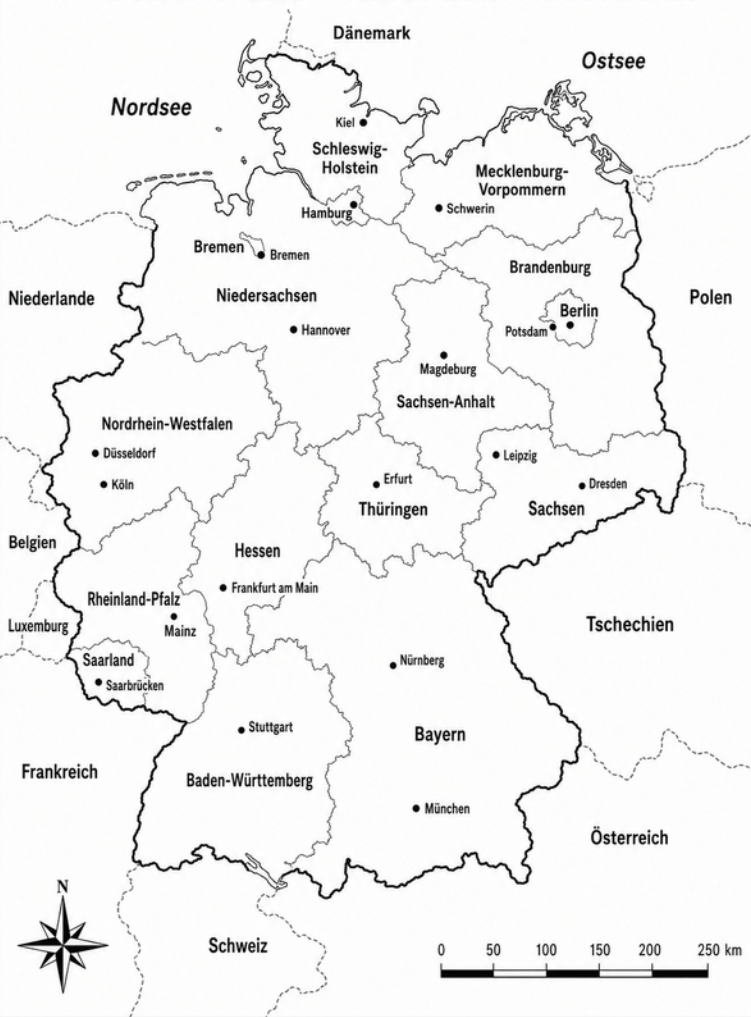 Dänemark
Ostsee
Nordsee
Kiel
Schleswig-
Holstein
Mecklenburg-
Vorpommern
Hamburg
Schwerin
Bremen
Bremen
Brandenburg
Niederlande
Niedersachsen
Polen
Berlin
Potsdam
Hannover
Magdeburg
Sachsen-Anhalt
Nordrhein-Westfalen
Düsseldorf
Leipzig
Köln
Erfurt
Dresden
Thüringen
Sachsen
Belgien
Hessen
Frankfurt am Main
Rheinland-Pfalz
Luxemburg
Mainz
Tschechien
Saarland
Saarbrücken
Nürnberg
Stuttgart
Bayern
Frankreich
Baden-Württemberg
München
Österreich
N
Schweiz
0 50 100 150 200 250 km